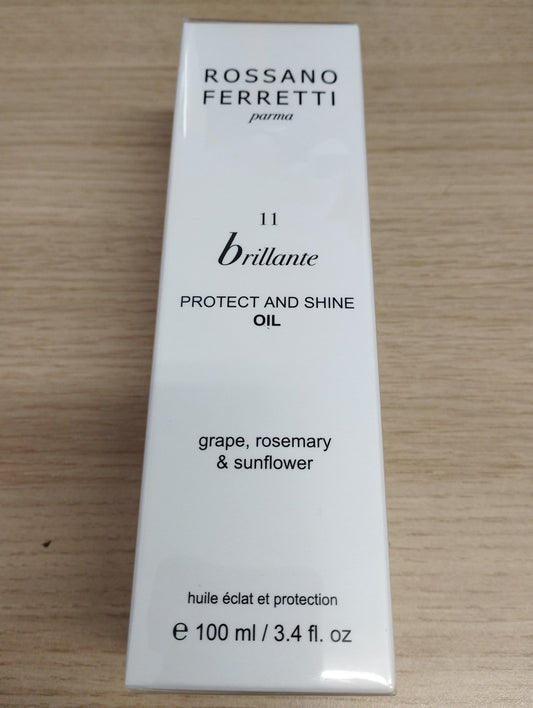 ROSSANO
FERRETTI
parma
11
brillante
PROTECT AND SHINE
OIL
grape, rosemary
& sunflower
huile éclat et protection
℮ 100 ml / 3.4 fl. oz